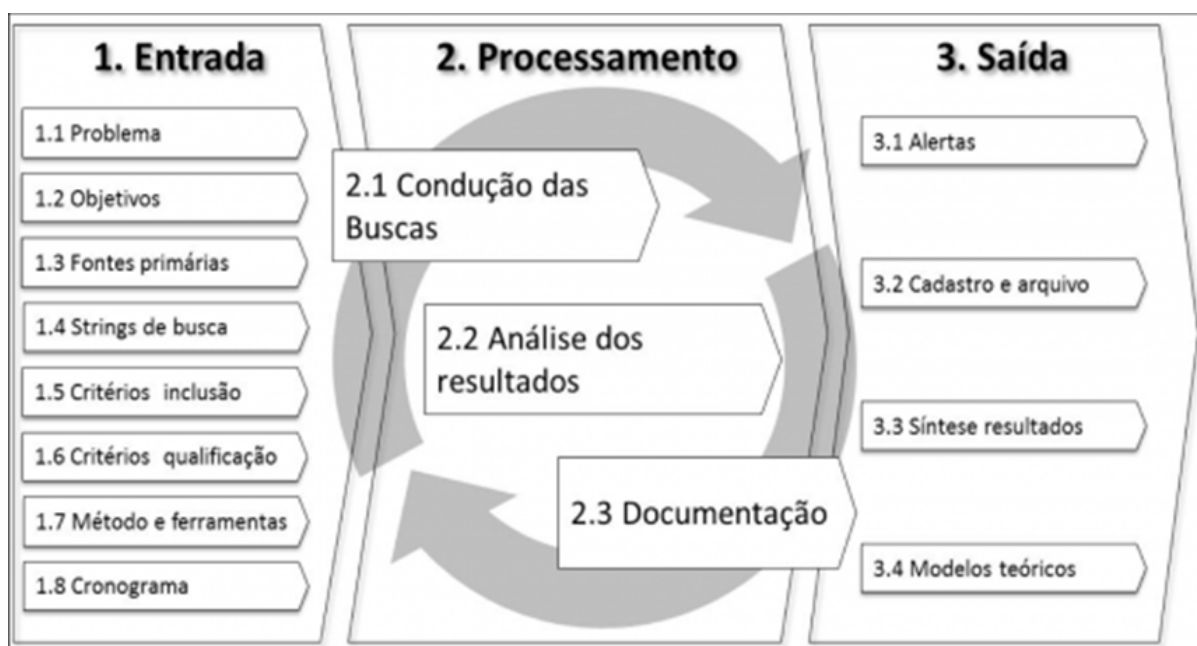 1. Entrada
1.1 Problema
1.2 Objetivos
1.3 Fontes primárias
1.4 Strings de busca
1.5 Critérios inclusão
1.6 Critérios qualificação
1.7 Método e ferramentas
1.8 Cronograma
2. Processamento
2.1 Condução das
Buscas
2.2 Análise dos
resultados
2.3 Documentação
3. Saída
3.1 Alertas
3.2 Cadastro e arquivo
3.3 Síntese resultados
3.4 Modelos teóricos